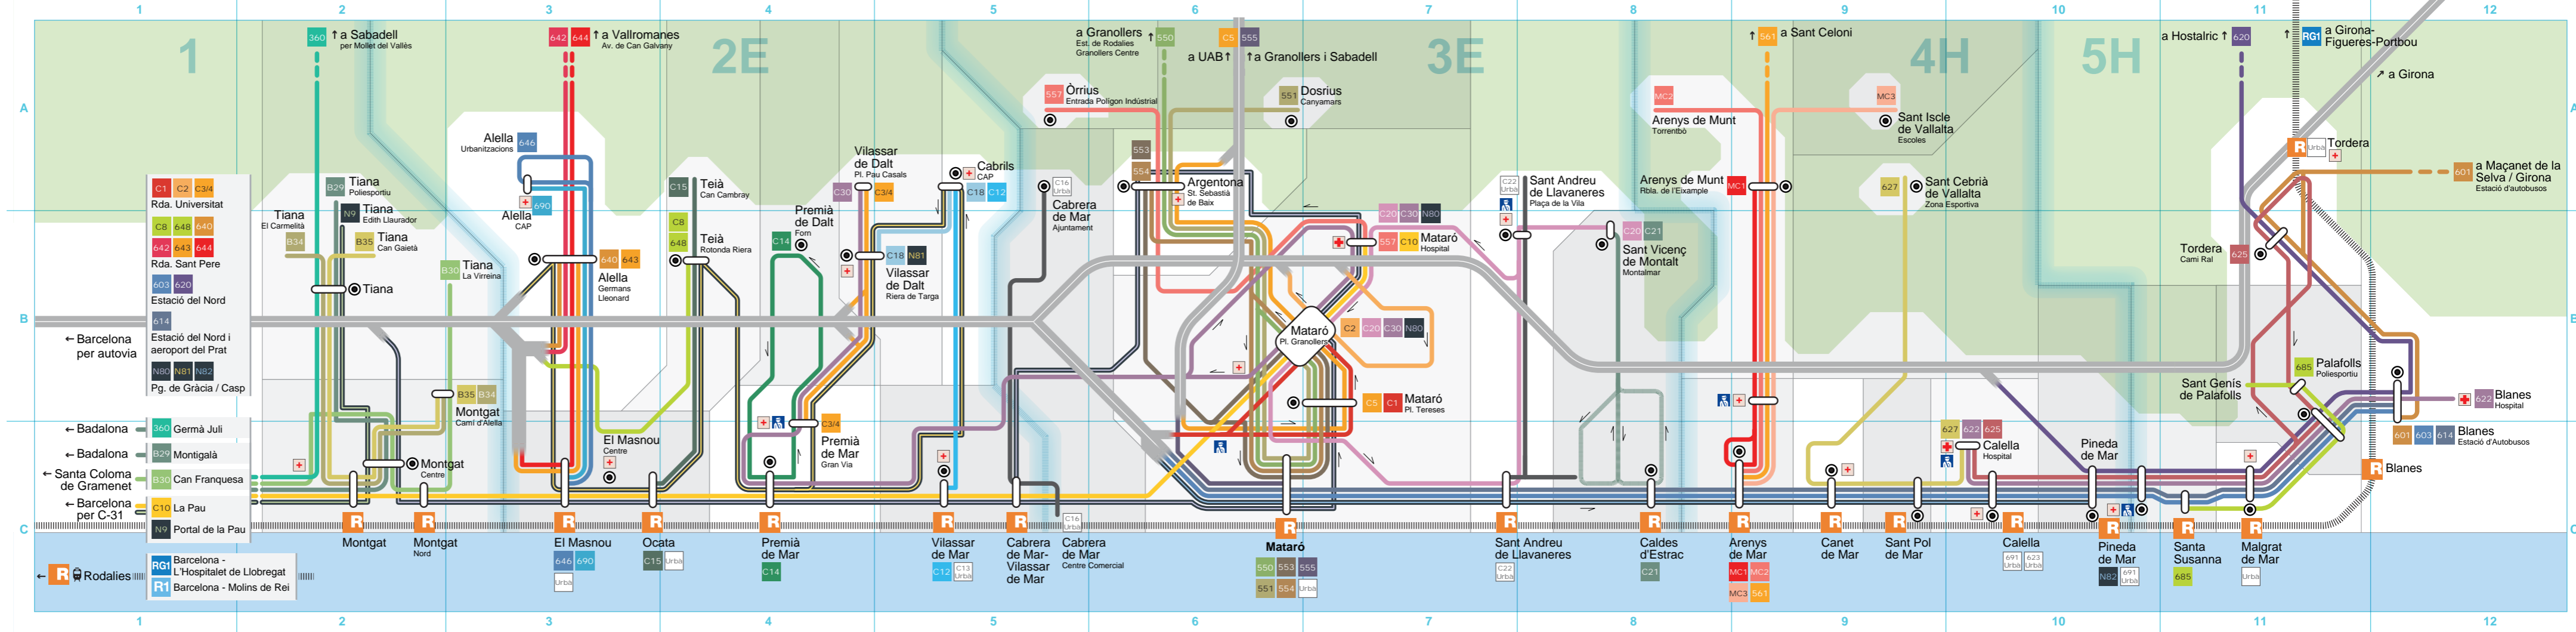 1 2 3 4 5 6 7 8 9 10 11 12
A
B
C
1
2E
3E
4H
5H
360
↑ a Sabadell
per Mollet del Vallès
642 644
↑ a Vallromanes
Av. de Can Galvany
a Granollers ↑
Est. de Rodalies
Granollers Centre
550
C5 555
a UAB ↑
↑ a Granollers i Sabadell
↑ 561
a Sant Celoni
a Hostalric ↑ 620
↑ RG1
a Girona-
Figueres-Portbou
↗ a Girona
C1 C2 C3/4
Rda. Universitat
C8 648 640
642 643 644
Rda. Sant Pere
603 620
Estació del Nord
614
Estació del Nord i
aeroport del Prat
N80 N81 N82
Pg. de Gràcia / Casp
← Barcelona
per autovia
← Badalona
360 Germà Juli
← Badalona
B29 Montigalà
← Santa Coloma
de Gramenet
B30 Can Franquesa
← Barcelona
per C-31
C10 La Pau
N9 Portal de la Pau
← R Rodalies
RG1 Barcelona -
L'Hospitalet de Llobregat
R1 Barcelona - Molins de Rei
B29
Tiana
Poliesportiu
N9
Tiana
Edith Llaurador
Tiana
El Carmelità
B34
B35
Tiana
Can Gaietà
Tiana
B30
Tiana
La Virreina
B35 B34
Montgat
Camí d'Alella
Montgat
Centre
R
Montgat
R
Montgat
Nord
Alella
Urbanitzacions
646
690
Alella
CAP
640 643
Alella
Germans
Lleonard
El Masnou
Centre
R
El Masnou
646 690
Urbà
R
Ocata
C15 Urbà
C15
Teià
Can Cambray
C8
648
Teià
Rotonda Riera
Premià
de Dalt
Forn
C14
Vilassar
de Dalt
Pl. Pau Casals
C30 C3/4
C18 N81
Vilassar
de Dalt
Riera de Targa
C3/4
Premià
de Mar
Gran Via
R
Premià
de Mar
C14
Cabrils
CAP
C18 C12
R
Vilassar
de Mar
C12 C13
Urbà
C16
Urbà
Cabrera
de Mar
Ajuntament
R
Cabrera
de Mar-
Vilassar
de Mar
C16
Urbà
Cabrera
de Mar
Centre Comercial
557
Òrrius
Entrada Polígon Indústrial
551
Dosrius
Canyamars
553
554
Argentona
St. Sebastià
de Baix
C20 C30 N80
557 C10
Mataró
Hospital
Mataró
Pl. Granollers
C2 C20 C30 N80
C5 C1
Mataró
Pl. Tereses
R
Mataró
550 553 555
551 554 Urbà
C22
Urbà
Sant Andreu
de Llavaneres
Plaça de la Vila
R
Sant Andreu
de Llavaneres
C22
Urbà
C20 C21
Sant Vicenç
de Montalt
Montalmar
R
Caldes
d'Estrac
C21
MC2
Arenys de Munt
Torrentbó
Arenys de Munt
Rbla. de l'Eixample
MC1
R
Arenys
de Mar
MC1 MC2
MC3 561
MC3
Sant Iscle
de Vallalta
Escoles
627
Sant Cebrià
de Vallalta
Zona Esportiva
R
Canet
de Mar
R
Sant Pol
de Mar
627 622 625
Calella
Hospital
R
Calella
691
Urbà
623
Urbà
Pineda
de Mar
R
Pineda
de Mar
N82 691
Urbà
R
Santa
Susanna
685
R
Malgrat
de Mar
Urbà
R Urbà
Tordera
Tordera
Camí Ral
625
a Maçanet de la
Selva / Girona
Estació d'autobusos
601
685
Palafolls
Poliesportiu
Sant Genís
de Palafolls
622
Blanes
Hospital
601 603 614
Blanes
Estació d'Autobusos
R
Blanes
1 2 3 4 5 6 7 8 9 10 11 12